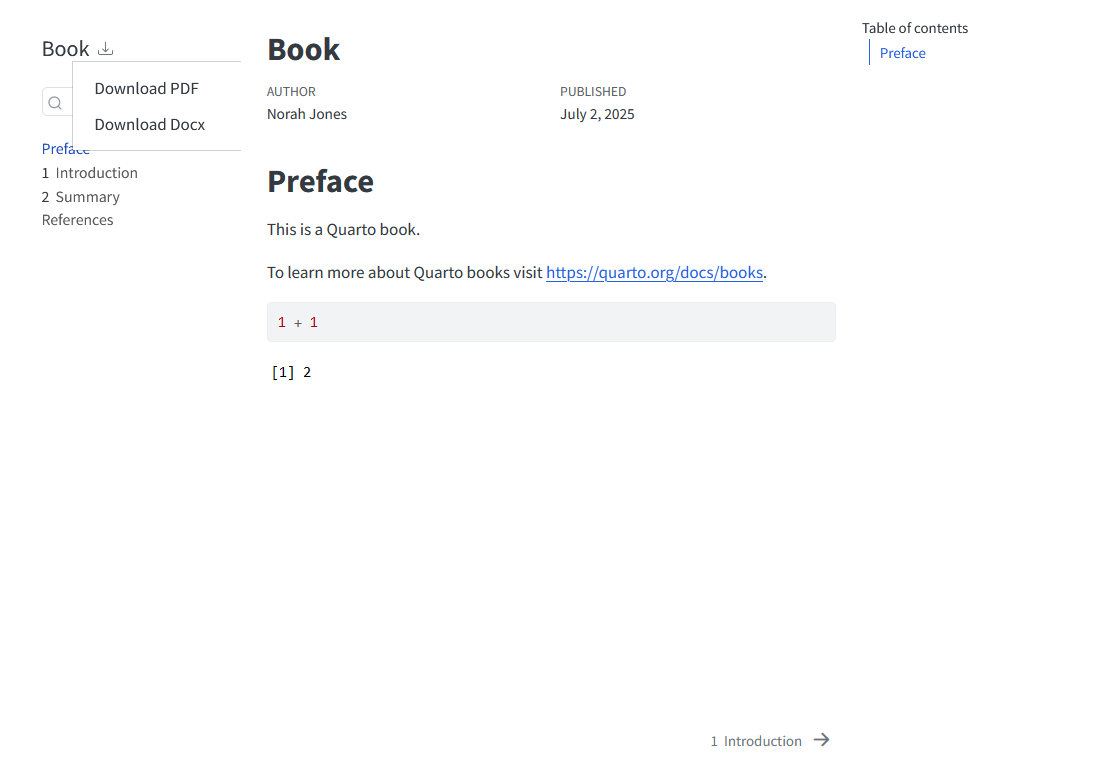 Book
Download PDF
Download Docx
Preface
1 Introduction
2 Summary
References
Book
AUTHOR
Norah Jones
PUBLISHED
July 2, 2025
Preface
This is a Quarto book.
To learn more about Quarto books visit https://quarto.org/docs/books.
1 + 1
[1] 2
1 Introduction
Table of contents
Preface